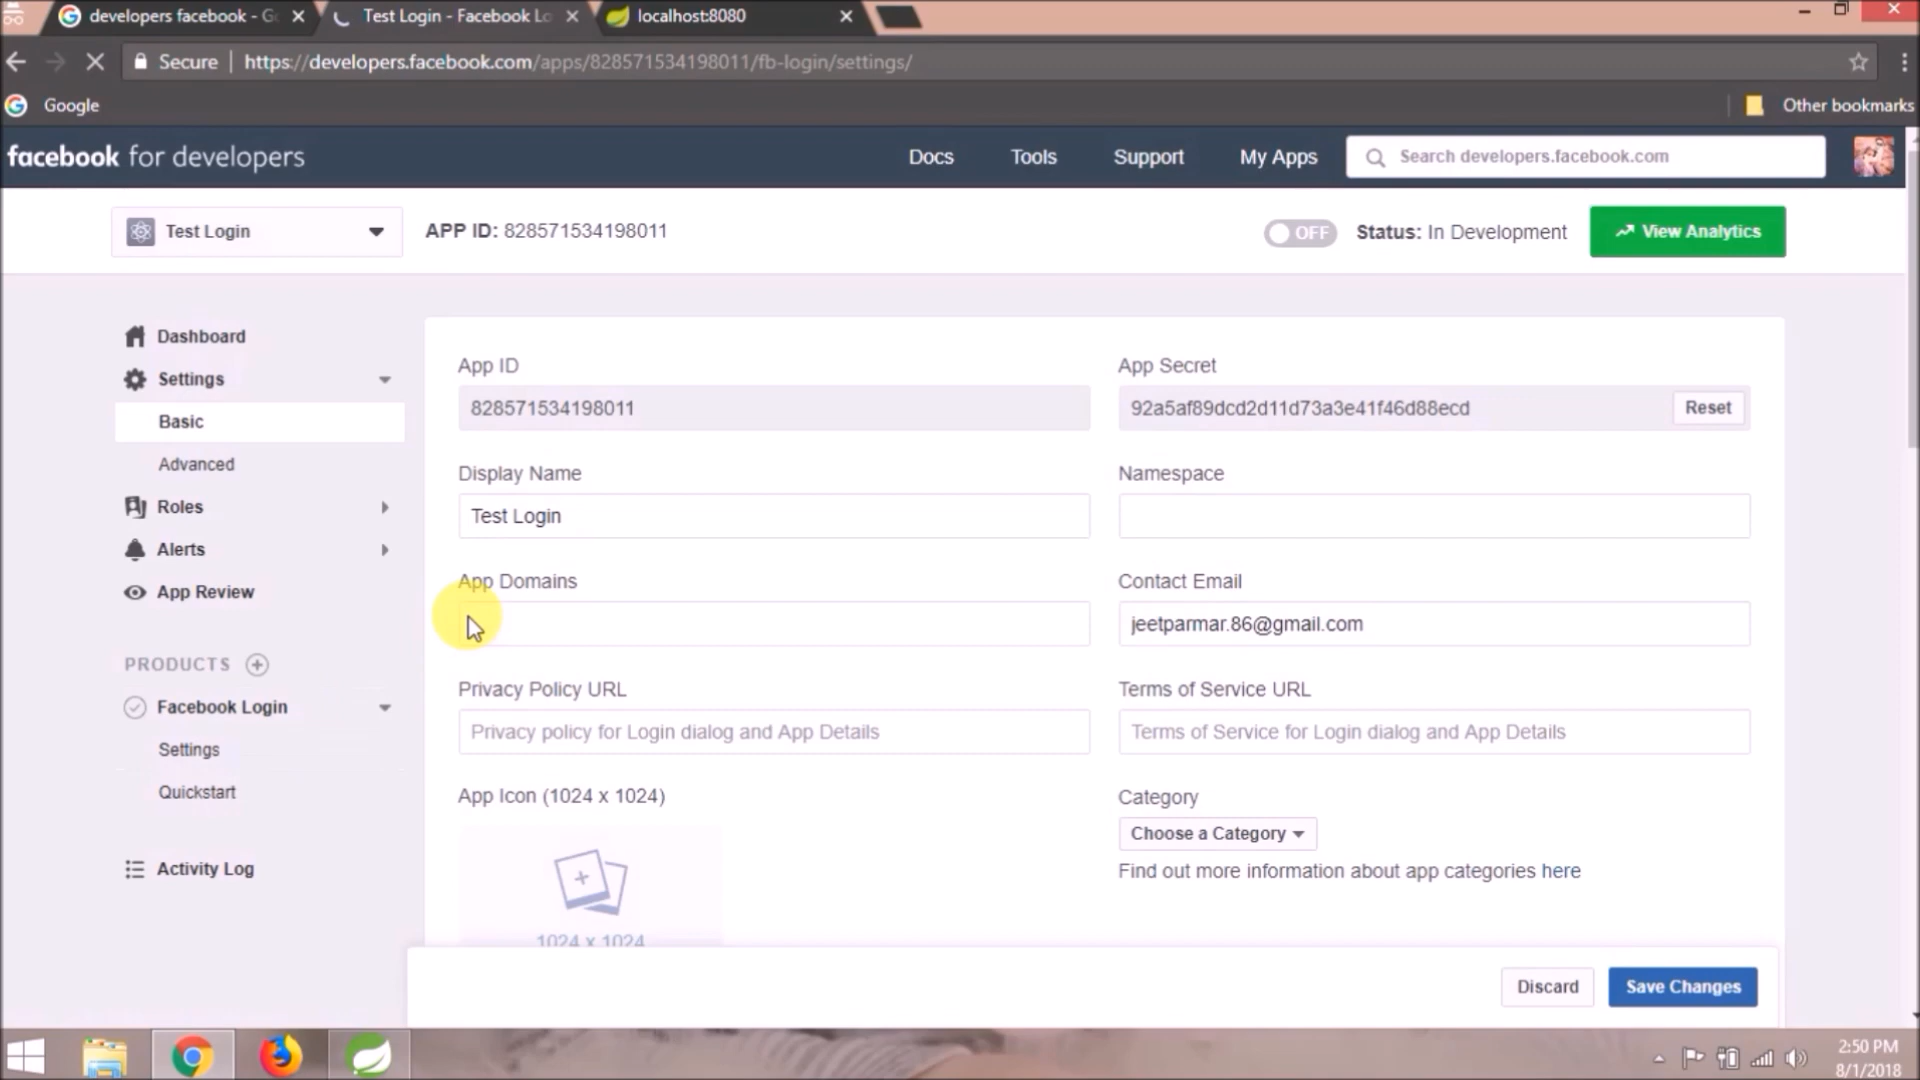 developers facebook - G
Test Login - Facebook Lo
localhost:8080
Secure
https://developers.facebook.com/apps/828571534198011/fb-login/settings/
Google
Other bookmarks
facebook for developers
Docs
Tools
Support
My Apps
Search developers.facebook.com
Test Login
APP ID: 828571534198011
OFF
Status: In Development
View Analytics
Dashboard
Settings
Basic
Advanced
Roles
Alerts
App Review
PRODUCTS
Facebook Login
Settings
Quickstart
Activity Log
App ID
App Secret
828571534198011
92a5af89dcd2d11d73a3e41f46d88ecd
Reset
Display Name
Namespace
Test Login
App Domains
Contact Email
jeetparmar.86@gmail.com
Privacy Policy URL
Terms of Service URL
Privacy policy for Login dialog and App Details
Terms of Service for Login dialog and App Details
App Icon (1024 x 1024)
Category
Choose a Category
Find out more information about app categories here
1024 x 1024
Discard
Save Changes
2:50 PM
8/1/2018